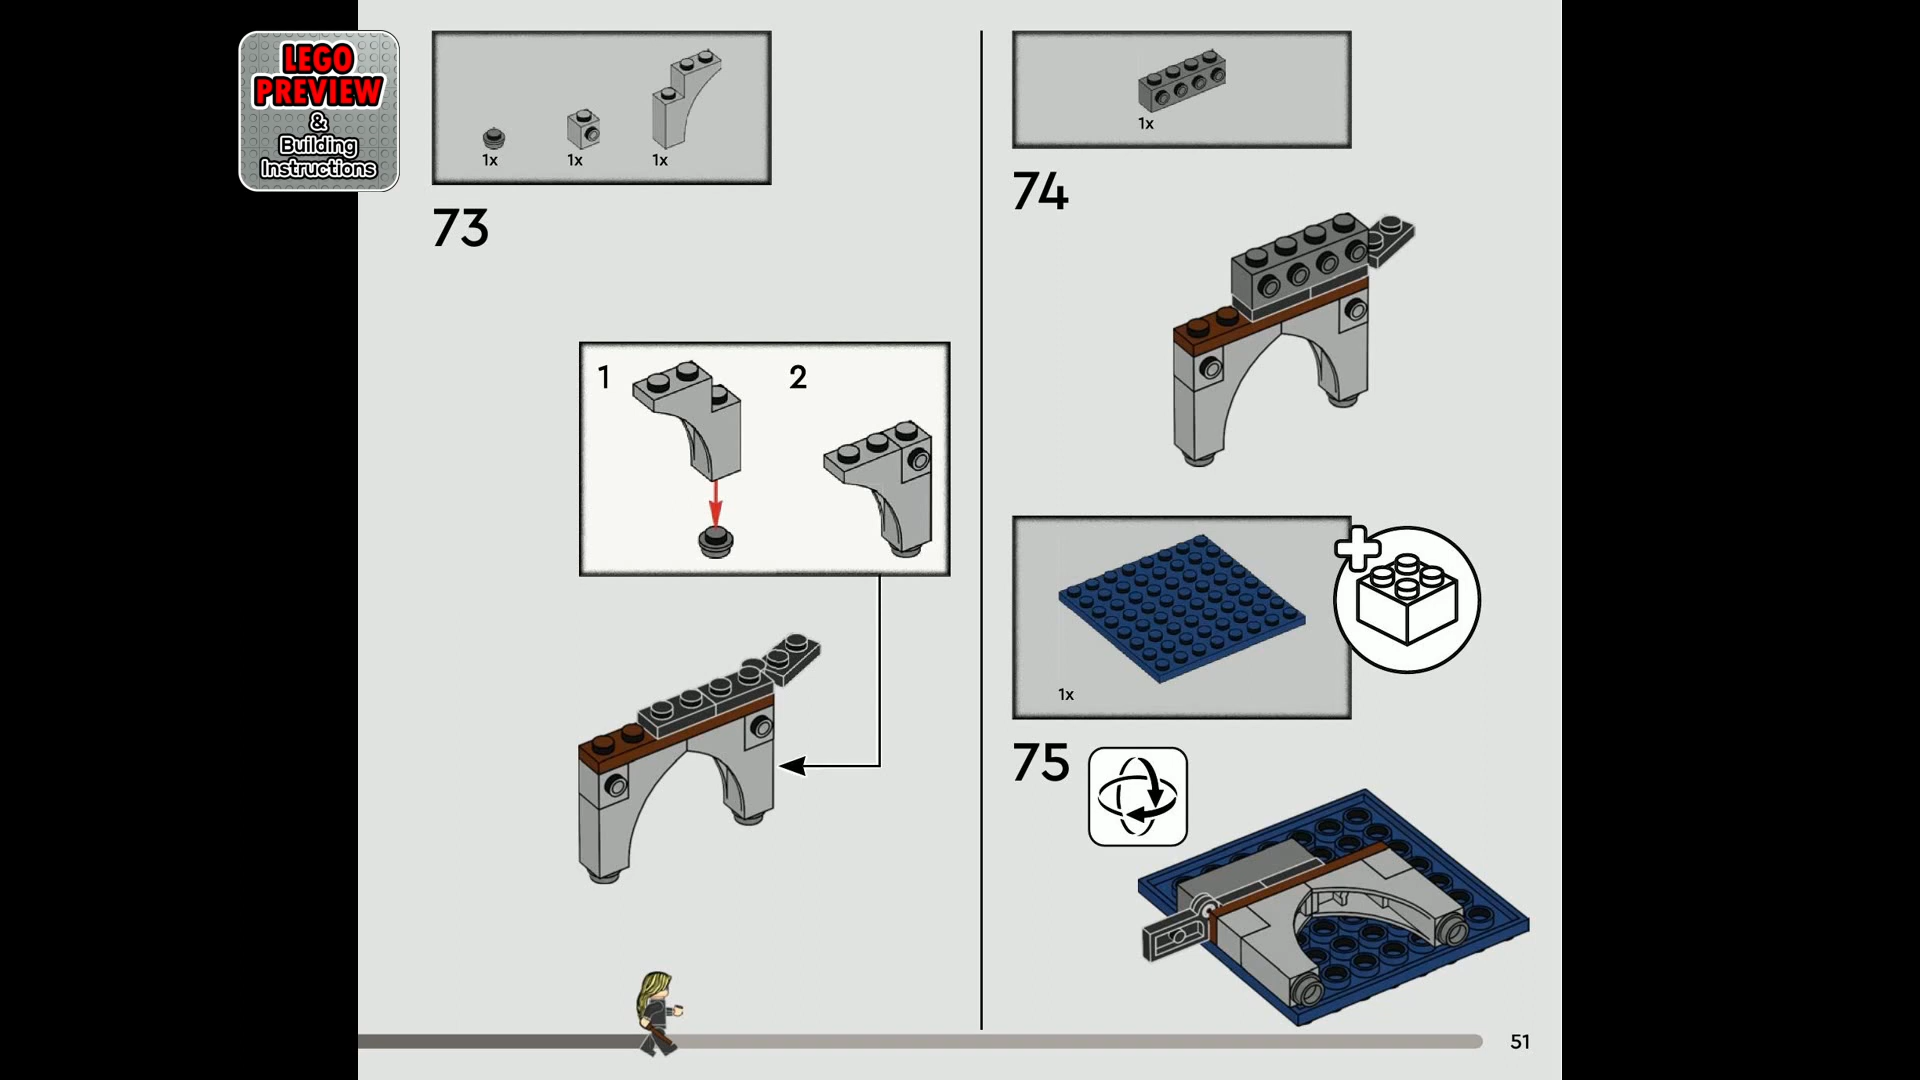 LEGO
PREVIEW
&
Building
Instructions
1x
1x
1x
73
1
2
1x
74
1x
75
51